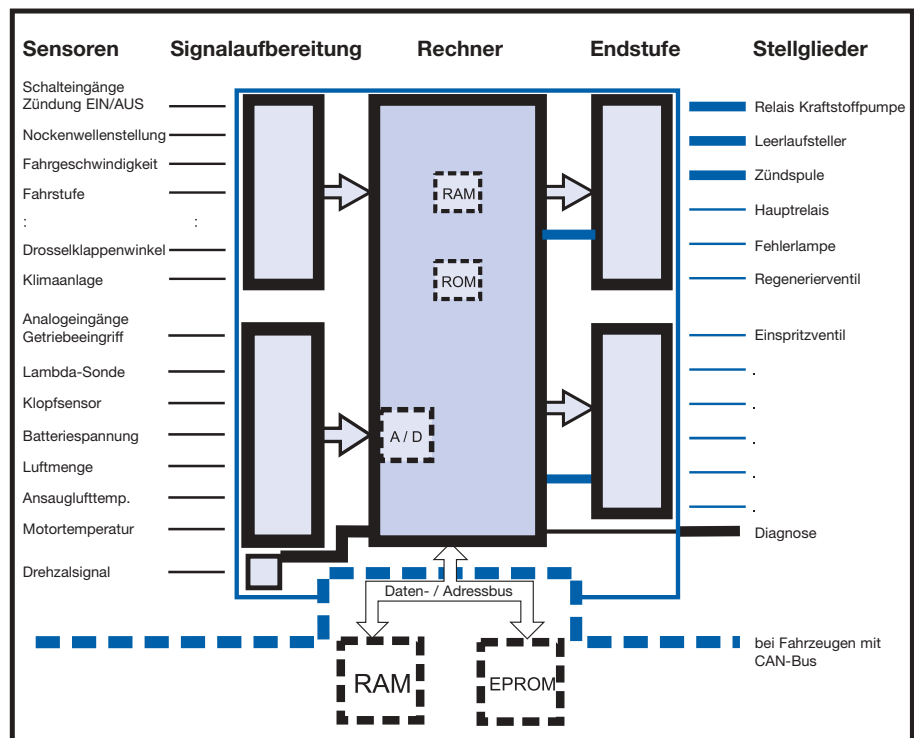 Sensoren Signalaufbereitung Rechner Endstufe Stellglieder
Schalteingänge
Zündung EIN/AUS
Nockenwellenstellung
Fahrgeschwindigkeit
Fahrstufe
: :
Drosselklappenwinkel
Klimaanlage
Analogeingänge
Getriebeeingriff
Lambda-Sonde
Klopfsensor
Batteriespannung
Luftmenge
Ansauglufttemp.
Motortemperatur
Drehzalsignal
RAM
ROM
A / D
Relais Kraftstoffpumpe
Leerlaufsteller
Zündspule
Hauptrelais
Fehlerlampe
Regenerierventil
Einspritzventil
.
.
.
.
.
Diagnose
Daten- / Adressbus
RAM
EPROM
bei Fahrzeugen mit
CAN-Bus